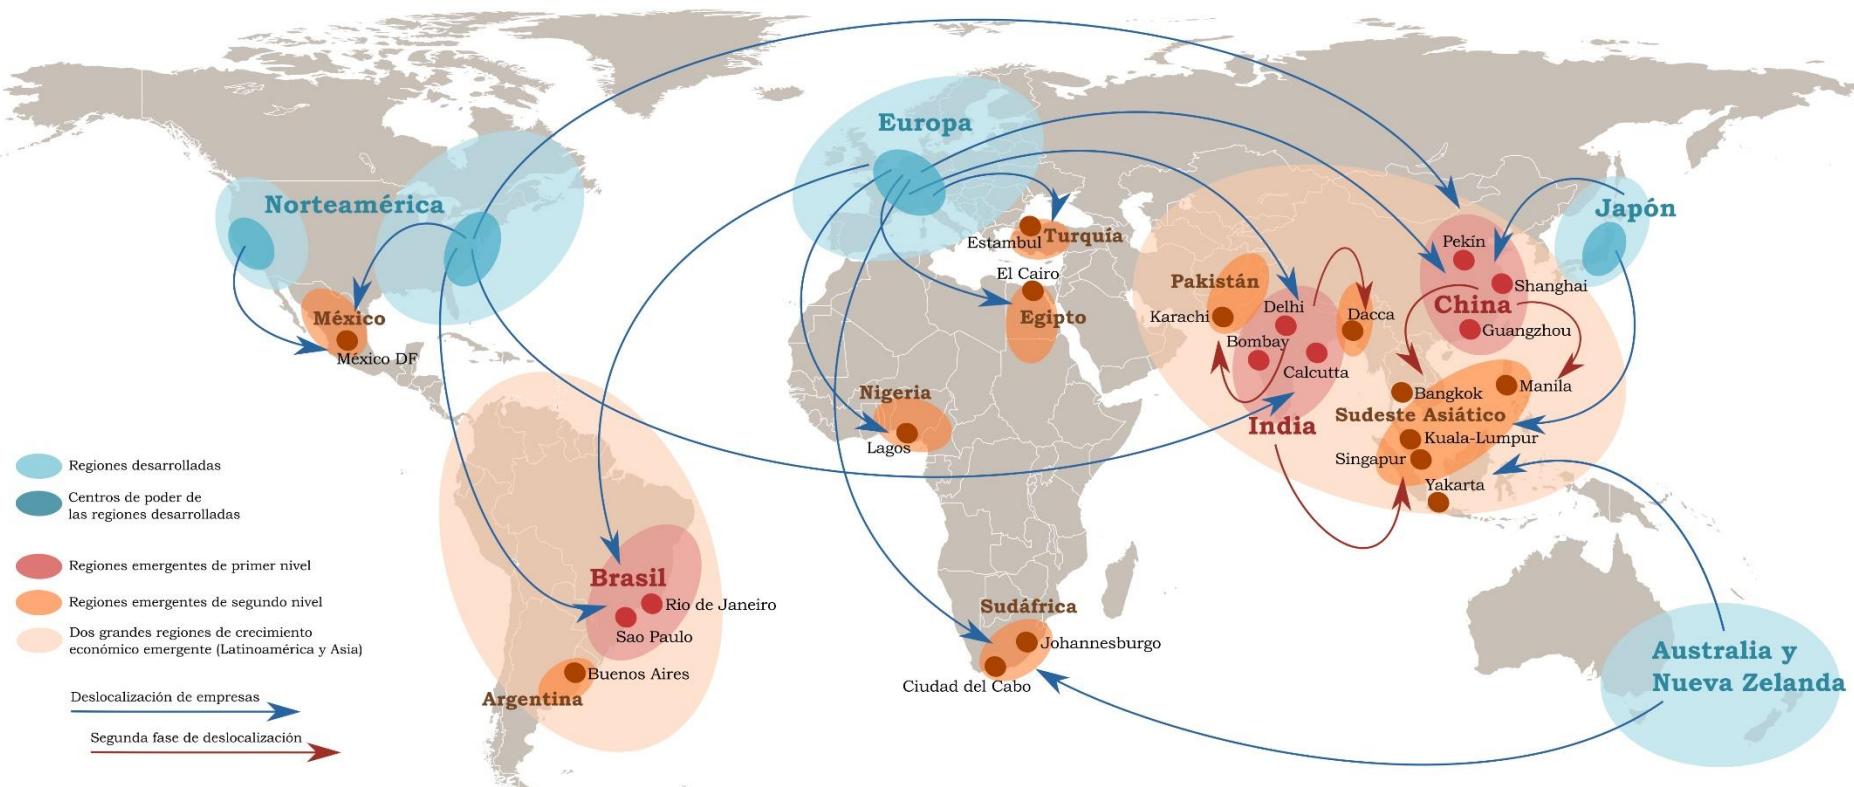 Europa
Norteamérica
Japón
Estambul
Turquía
Pekín
El Cairo
Pakistán
Shanghai
China
Delhi
Dacca
Karachi
Egipto
México
Guangzhou
Bombay
México DF
Calcutta
Manila
Nigeria
Bangkok
Sudeste Asiático
India
Lagos
Kuala-Lumpur
Singapur
Yakarta
Regiones desarrolladas
Centros de poder de
las regiones desarrolladas
Regiones emergentes de primer nivel
Regiones emergentes de segundo nivel
Dos grandes regiones de crecimiento
económico emergente (Latinoamérica y Asia)
Deslocalización de empresas
Segunda fase de deslocalización
Brasil
Rio de Janeiro
Sao Paulo
Buenos Aires
Argentina
Sudáfrica
Johannesburgo
Ciudad del Cabo
Australia y
Nueva Zelanda